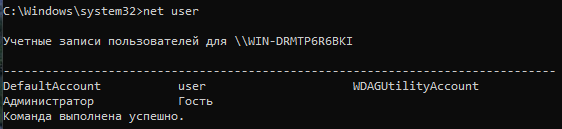 C:\Windows\system32>net user
Учетные записи пользователей для \\WIN-DRMTP6R6BKI
-------------------------------------------------------------------------------
DefaultAccount           user                     WDAGUtilityAccount
Администратор            Гость
Команда выполнена успешно.